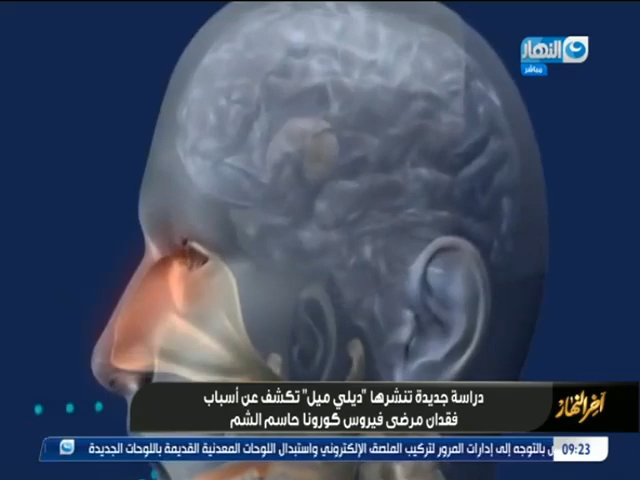 النهار
مباشر
دراسة جديدة تنشرها "ديلي ميل" تكشف عن أسباب
فقدان مرضى فيروس كورونا حاسم الشم
آخر النهار
بالتوجه إلى إدارات المرور لتركيب الملصق الإلكتروني واستبدال اللوحات المعدنية القديمة باللوحات الجديدة
09:23